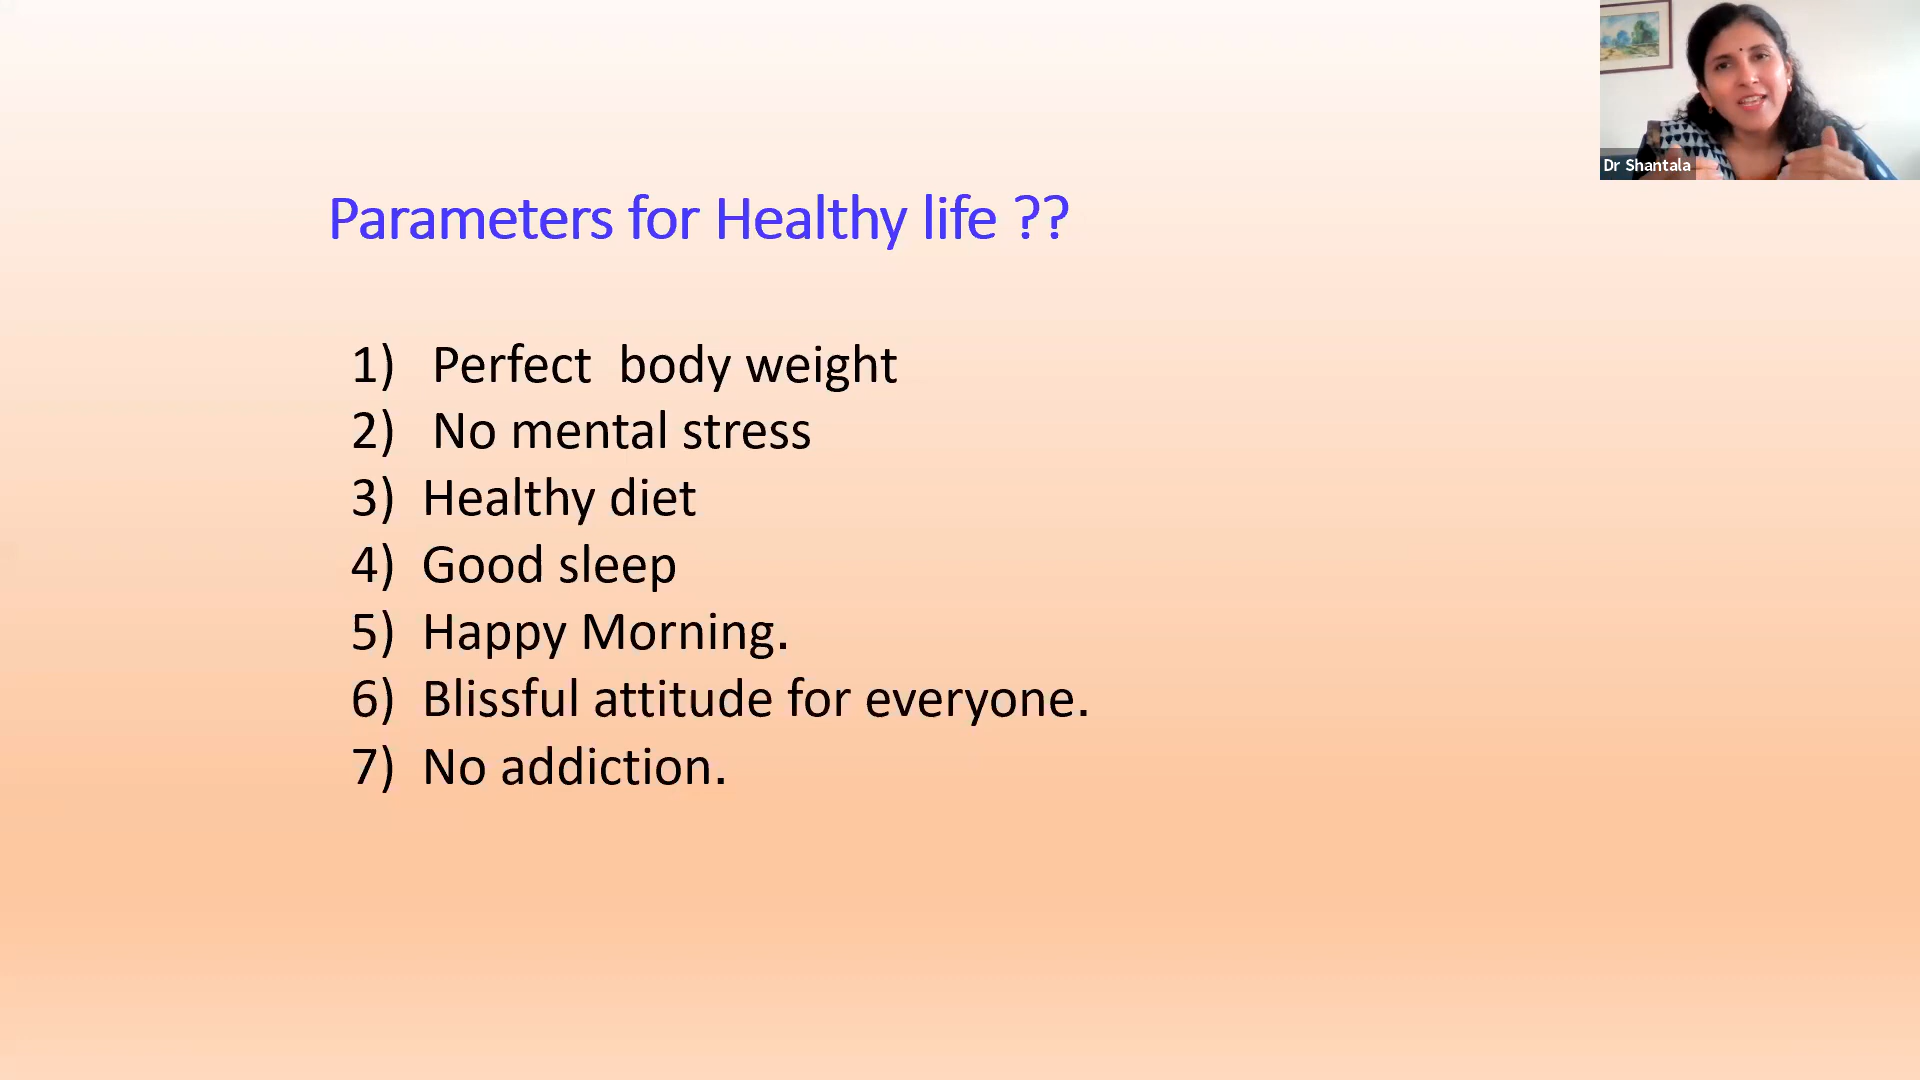 Dr Shantala
Parameters for Healthy life ??
1) Perfect body weight
2) No mental stress
3) Healthy diet
4) Good sleep
5) Happy Morning.
6) Blissful attitude for everyone.
7) No addiction.